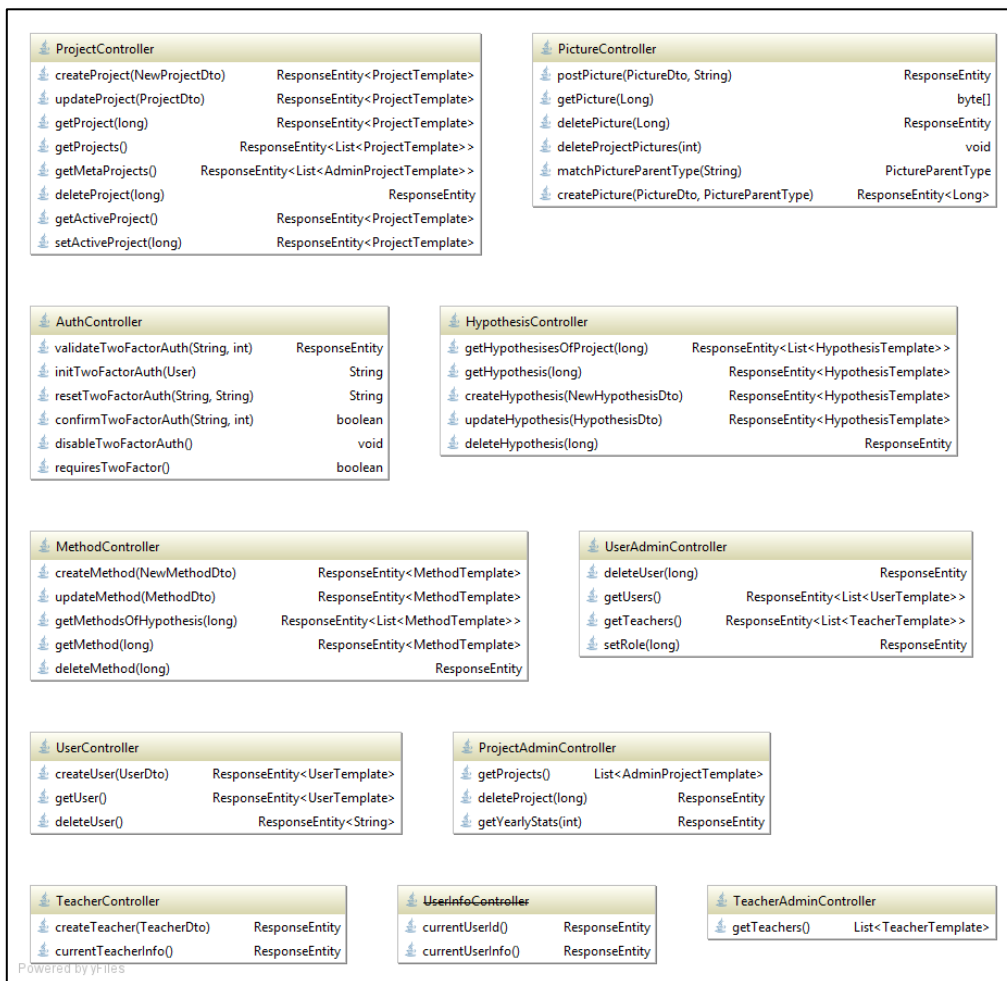 ProjectController
createProject(NewProjectDto) ResponseEntity<ProjectTemplate>
updateProject(ProjectDto) ResponseEntity<ProjectTemplate>
getProject(long) ResponseEntity<ProjectTemplate>
getProjects() ResponseEntity<List<ProjectTemplate>>
getMetaProjects() ResponseEntity<List<AdminProjectTemplate>>
deleteProject(long) ResponseEntity
getActiveProject() ResponseEntity<ProjectTemplate>
setActiveProject(long) ResponseEntity<ProjectTemplate>
PictureController
postPicture(PictureDto, String) ResponseEntity
getPicture(Long) byte[]
deletePicture(Long) ResponseEntity
deleteProjectPictures(int) void
matchPictureParentType(String) PictureParentType
createPicture(PictureDto, PictureParentType) ResponseEntity<Long>
AuthController
validateTwoFactorAuth(String, int) ResponseEntity
initTwoFactorAuth(User) String
resetTwoFactorAuth(String, String) String
confirmTwoFactorAuth(String, int) boolean
disableTwoFactorAuth() void
requiresTwoFactor() boolean
HypothesisController
getHypothesisesOfProject(long) ResponseEntity<List<HypothesisTemplate>>
getHypothesis(long) ResponseEntity<HypothesisTemplate>
createHypothesis(NewHypothesisDto) ResponseEntity<HypothesisTemplate>
updateHypothesis(HypothesisDto) ResponseEntity<HypothesisTemplate>
deleteHypothesis(long) ResponseEntity
MethodController
createMethod(NewMethodDto) ResponseEntity<MethodTemplate>
updateMethod(MethodDto) ResponseEntity<MethodTemplate>
getMethodsOfHypothesis(long) ResponseEntity<List<MethodTemplate>>
getMethod(long) ResponseEntity<MethodTemplate>
deleteMethod(long) ResponseEntity
UserAdminController
deleteUser(long) ResponseEntity
getUsers() ResponseEntity<List<UserTemplate>>
getTeachers() ResponseEntity<List<TeacherTemplate>>
setRole(long) ResponseEntity
UserController
createUser(UserDto) ResponseEntity<UserTemplate>
getUser() ResponseEntity<UserTemplate>
deleteUser() ResponseEntity<String>
ProjectAdminController
getProjects() List<AdminProjectTemplate>
deleteProject(long) ResponseEntity
getYearlyStats(int) ResponseEntity
TeacherController
createTeacher(TeacherDto) ResponseEntity
currentTeacherInfo() ResponseEntity
UserInfoController
currentUserId() ResponseEntity
currentUserInfo() ResponseEntity
TeacherAdminController
getTeachers() List<TeacherTemplate>
Powered by yFiles